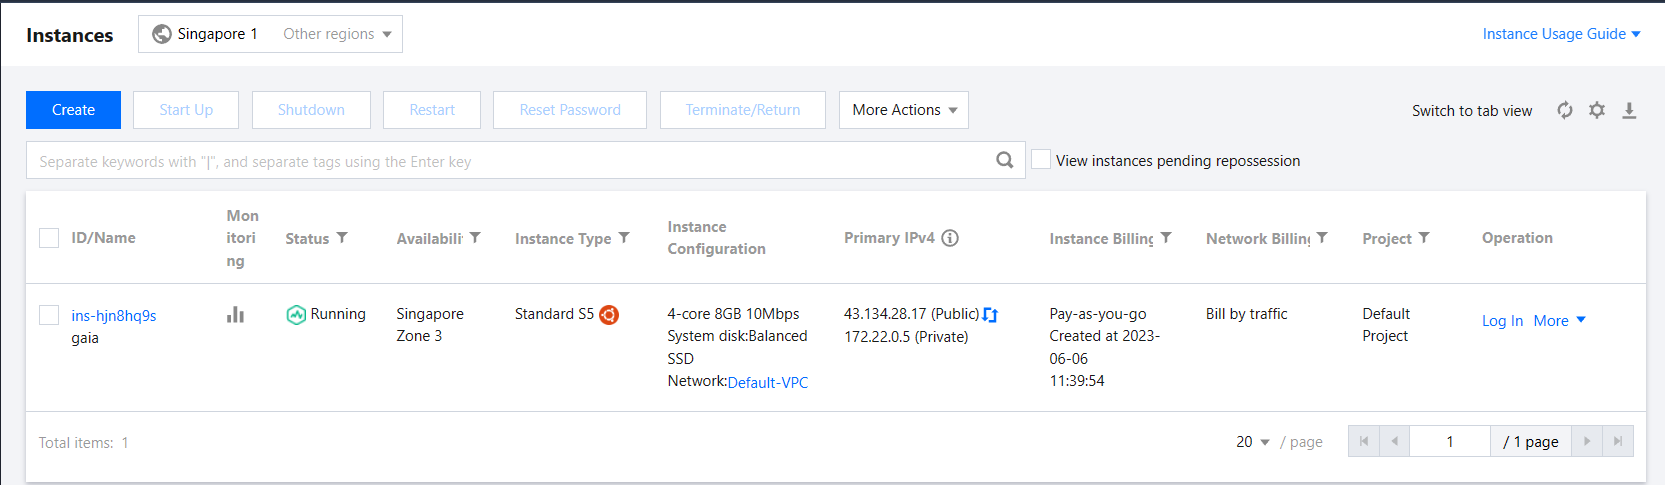 Instances Singapore 1 Other regions Instance Usage Guide
Create Start Up Shutdown Restart Reset Password Terminate/Return More Actions Switch to tab view
Separate keywords with "|", and separate tags using the Enter key View instances pending repossession
ID/Name
Mon
itori
ng
Status
Availabili
Instance Type
Instance
Configuration
Primary IPv4
Instance Billing
Network Billing
Project
Operation
ins-hjn8hq9s
gaia
Running
Singapore
Zone 3
Standard S5
4-core 8GB 10Mbps
System disk:Balanced
SSD
Network:Default-VPC
43.134.28.17 (Public)
172.22.0.5 (Private)
Pay-as-you-go
Created at 2023-
06-06
11:39:54
Bill by traffic
Default
Project
Log In More
Total items: 1 20 / page 1 / 1 page